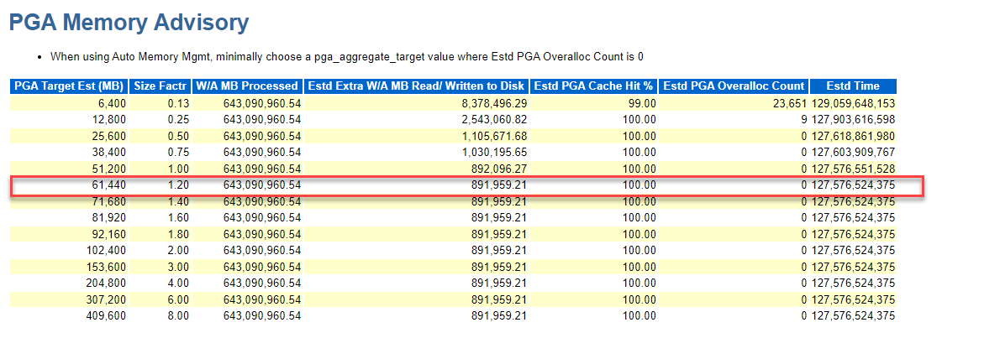 PGA Memory Advisory
• When using Auto Memory Mgmt, minimally choose a pga_aggregate_target value where Estd PGA Overalloc Count is 0
PGA Target Est (MB) Size Factr W/A MB Processed Estd Extra W/A MB Read/ Written to Disk Estd PGA Cache Hit % Estd PGA Overalloc Count Estd Time
6,400 0.13 643,090,960.54 8,378,496.29 99.00 23,651 129,059,648,153
12,800 0.25 643,090,960.54 2,543,060.82 100.00 9 127,903,616,598
25,600 0.50 643,090,960.54 1,105,671.68 100.00 0 127,618,861,980
38,400 0.75 643,090,960.54 1,030,195.65 100.00 0 127,603,909,767
51,200 1.00 643,090,960.54 892,096.27 100.00 0 127,576,551,528
61,440 1.20 643,090,960.54 891,959.21 100.00 0 127,576,524,375
71,680 1.40 643,090,960.54 891,959.21 100.00 0 127,576,524,375
81,920 1.60 643,090,960.54 891,959.21 100.00 0 127,576,524,375
92,160 1.80 643,090,960.54 891,959.21 100.00 0 127,576,524,375
102,400 2.00 643,090,960.54 891,959.21 100.00 0 127,576,524,375
153,600 3.00 643,090,960.54 891,959.21 100.00 0 127,576,524,375
204,800 4.00 643,090,960.54 891,959.21 100.00 0 127,576,524,375
307,200 6.00 643,090,960.54 891,959.21 100.00 0 127,576,524,375
409,600 8.00 643,090,960.54 891,959.21 100.00 0 127,576,524,375